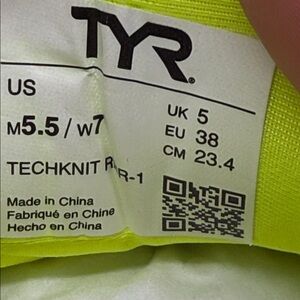 TYR
US
M5.5 / W7
UK 5
EU 38
CM 23.4
TECHKNIT R-1
Made in China
Fabriqué en Chine
Hecho en China